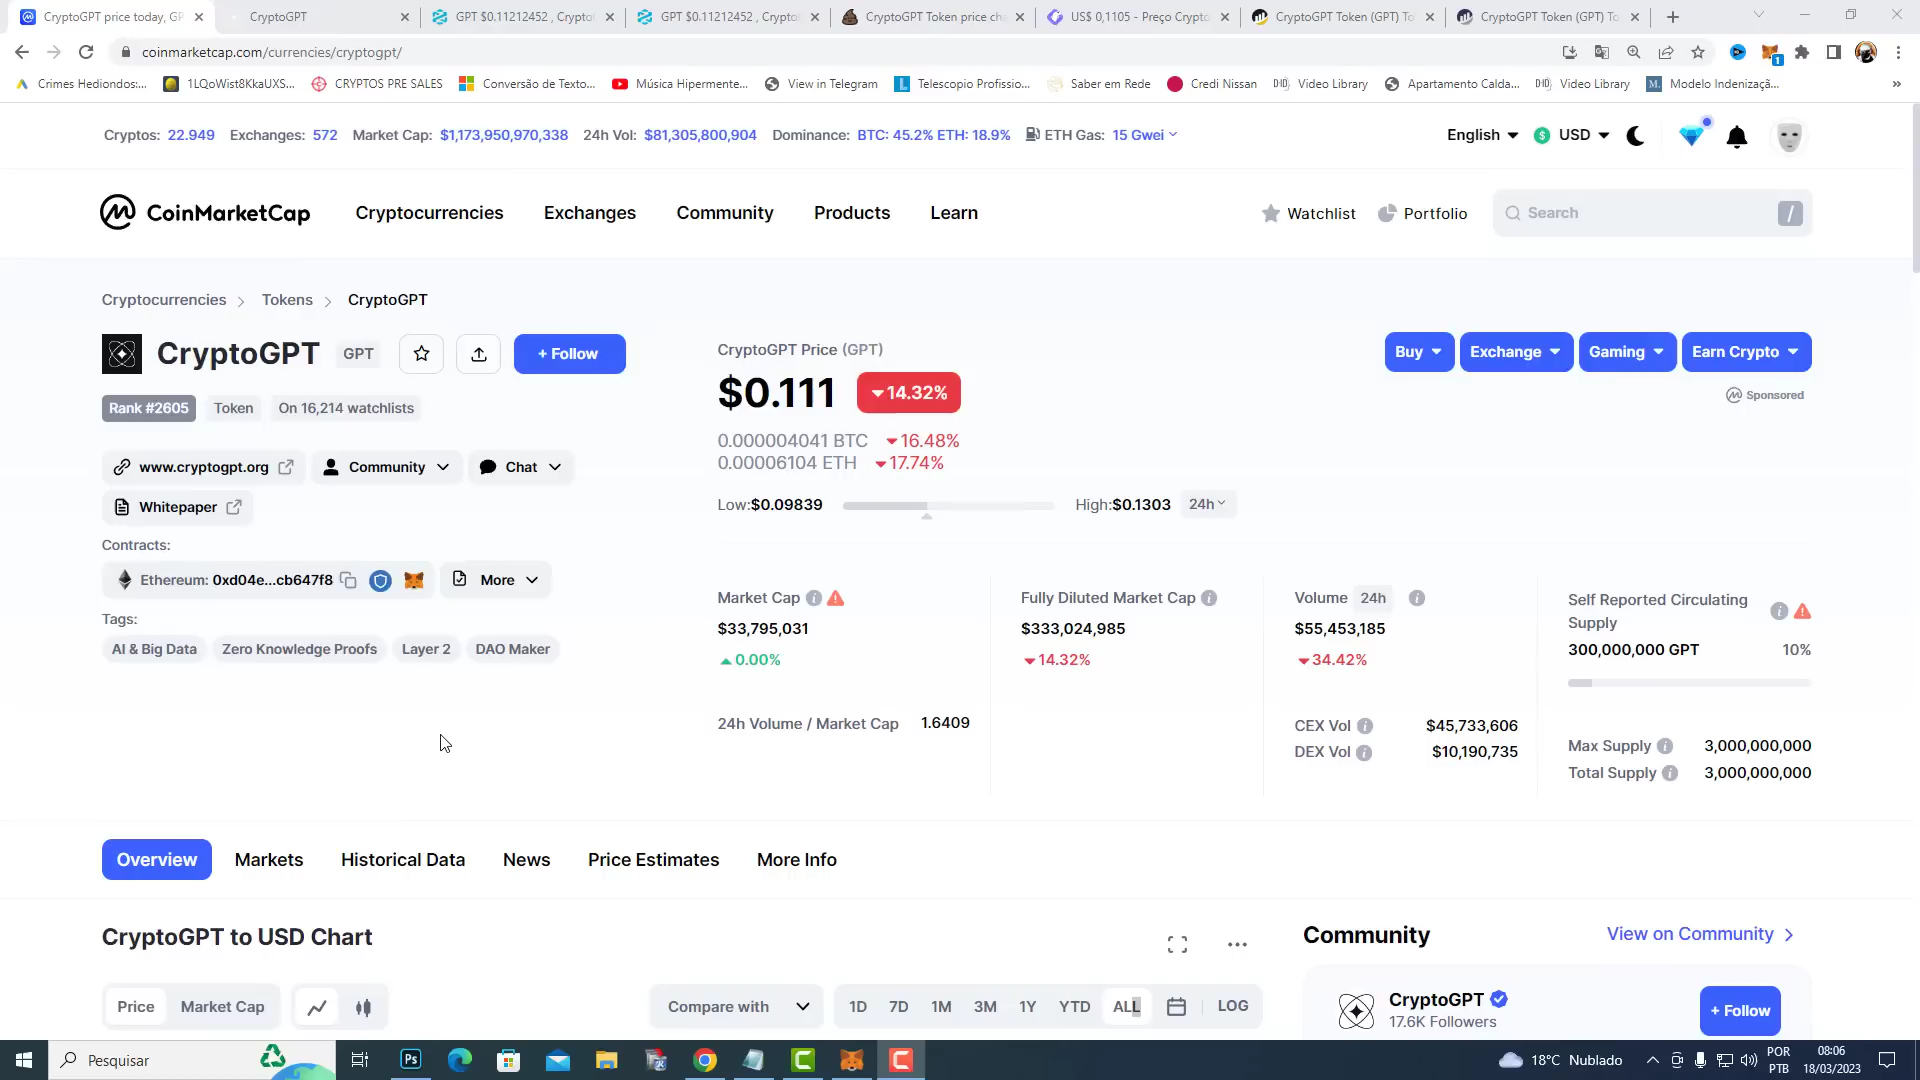 CryptoGPT price today, GP
CryptoGPT
GPT $0.11212452 , Crypto
GPT $0.11212452 , Crypto
CryptoGPT Token price cha
US$ 0,1105 - Preço Crypto
CryptoGPT Token (GPT) To
CryptoGPT Token (GPT) To
coinmarketcap.com/currencies/cryptogpt/
1
Crimes Hediondos:...
1LQoWist8KkaUXS...
CRYPTOS PRE SALES
Conversão de Texto...
Música Hipermente...
View in Telegram
Telescopio Profissio...
Saber em Rede
Credi Nissan
Video Library
Apartamento Calda...
Video Library
Modelo Indenizaçã...
Cryptos: 22.949 Exchanges: 572 Market Cap: $1,173,950,970,338 24h Vol: $81,305,800,904 Dominance: BTC: 45.2% ETH: 18.9% ETH Gas: 15 Gwei
English
USD
CoinMarketCap
Cryptocurrencies
Exchanges
Community
Products
Learn
Watchlist
Portfolio
Search
/
Cryptocurrencies > Tokens > CryptoGPT
CryptoGPT GPT
+ Follow
Rank #2605
Token
On 16,214 watchlists
www.cryptogpt.org
Community
Chat
Whitepaper
Contracts:
Ethereum: 0xd04e...cb647f8
More
Tags:
AI & Big Data
Zero Knowledge Proofs
Layer 2
DAO Maker
CryptoGPT Price (GPT)
$0.111 14.32%
0.000004041 BTC 16.48%
0.00006104 ETH 17.74%
Low:$0.09839
High:$0.1303
24h
Buy
Exchange
Gaming
Earn Crypto
Sponsored
Market Cap
$33,795,031
0.00%
24h Volume / Market Cap 1.6409
Fully Diluted Market Cap
$333,024,985
14.32%
Volume 24h
$55,453,185
34.42%
CEX Vol $45,733,606
DEX Vol $10,190,735
Self Reported Circulating
Supply
300,000,000 GPT 10%
Max Supply 3,000,000,000
Total Supply 3,000,000,000
Overview
Markets
Historical Data
News
Price Estimates
More Info
CryptoGPT to USD Chart
Price
Market Cap
Compare with
1D
7D
1M
3M
1Y
YTD
ALL
LOG
Community
View on Community >
CryptoGPT
17.6K Followers
+ Follow
Pesquisar
Ps
18°C Nublado
POR
PTB
08:06
18/03/2023